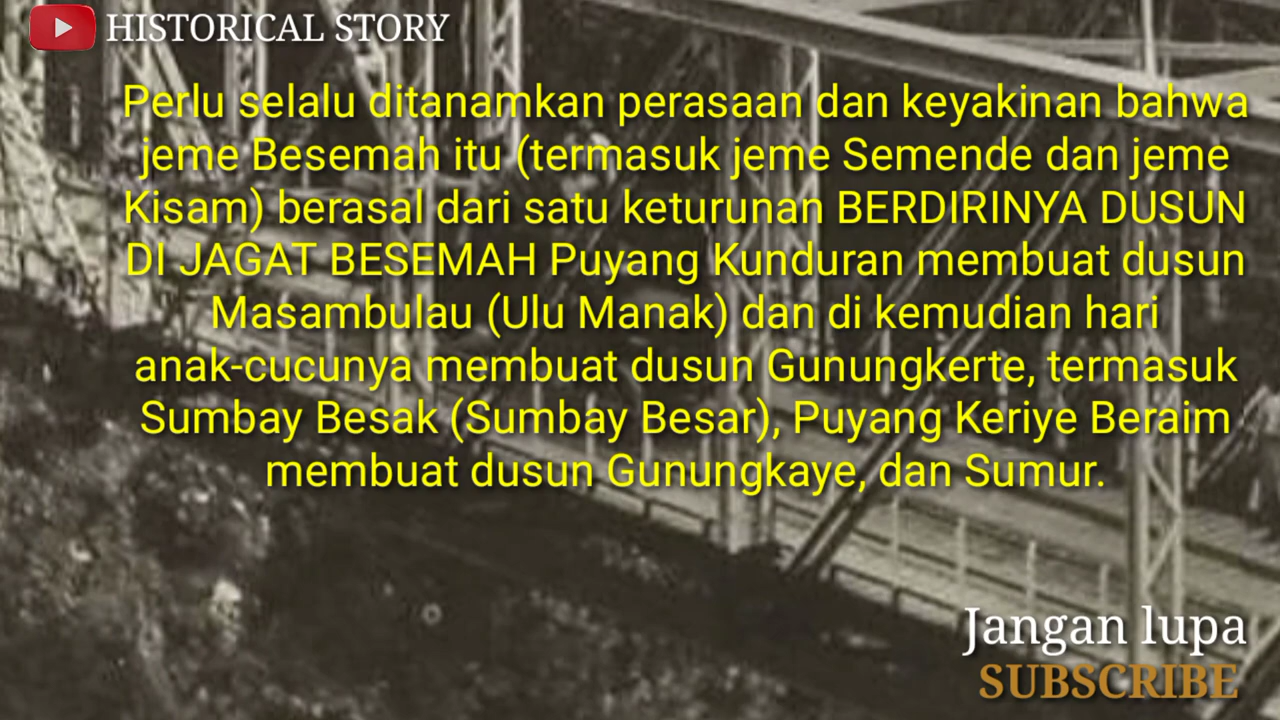 HISTORICAL STORY
Perlu selalu ditanamkan perasaan dan keyakinan bahwa
jeme Besemah itu (termasuk jeme Semende dan jeme
Kisam) berasal dari satu keturunan BERDIRINYA DUSUN
DI JAGAT BESEMAH Puyang Kunduran membuat dusun
Masambulau (Ulu Manak) dan di kemudian hari
anak-cucunya membuat dusun Gunungkerte, termasuk
Sumbay Besak (Sumbay Besar), Puyang Keriye Beraim
membuat dusun Gunungkaye, dan Sumur.
Jangan lupa
SUBSCRIBE